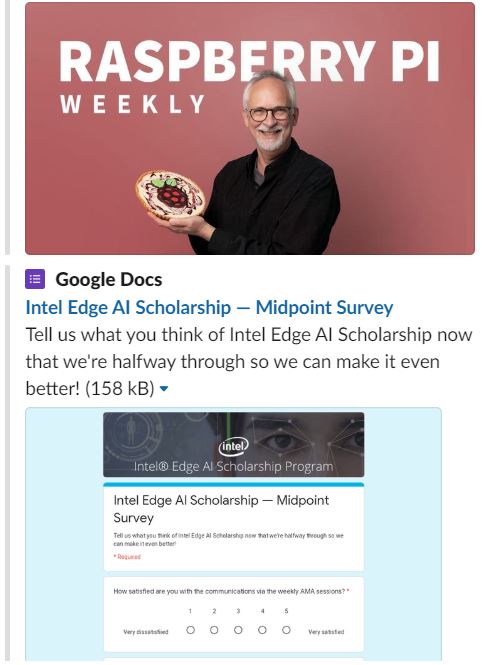 RASPBERRY PI
WEEKLY
Google Docs
Intel Edge AI Scholarship — Midpoint Survey
Tell us what you think of Intel Edge AI Scholarship now
that we're halfway through so we can make it even
better! (158 kB)
intel
Intel® Edge AI Scholarship Program
Intel Edge AI Scholarship — Midpoint
Survey
Tell us what you think of Intel Edge AI Scholarship now that we're halfway through so we
can make it even better!
* Required
How satisfied are you with the communications via the weekly AMA sessions? *
1 2 3 4 5
Very dissatisfied Very satisfied